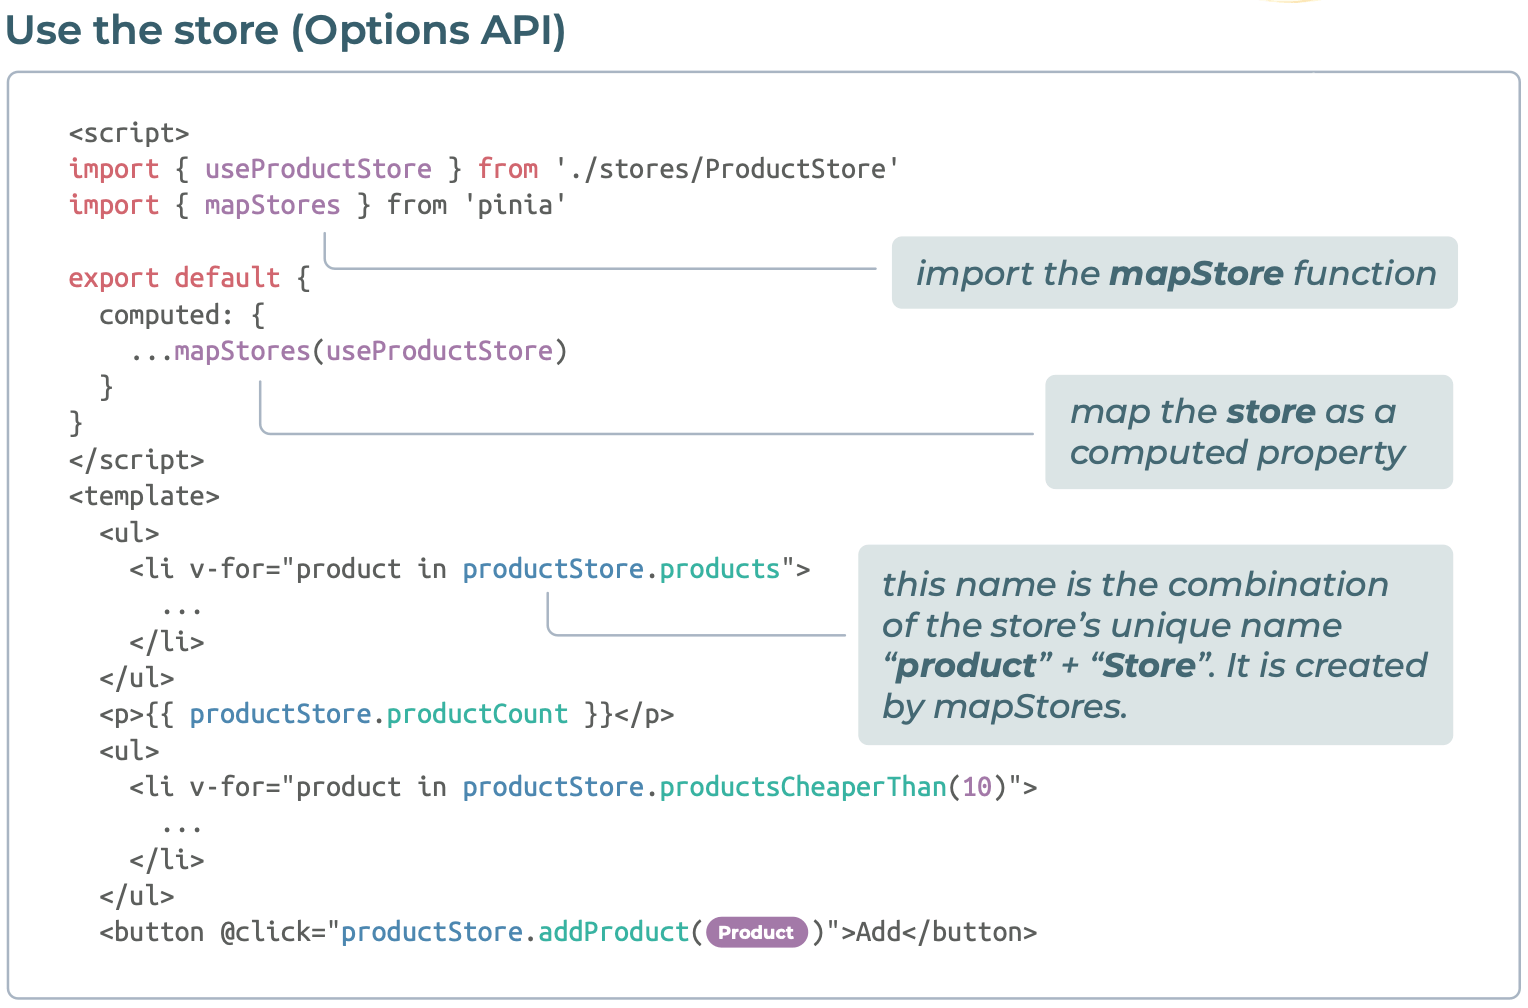 Use the store (Options API)
<script>
import { useProductStore } from './stores/ProductStore'
import { mapStores } from 'pinia'
import the mapStore function
export default {
computed: {
...mapStores(useProductStore)
}
}
map the store as a
computed property
</script>
<template>
<ul>
<li v-for="product in productStore.products">
...
</li>
</ul>
this name is the combination
of the store’s unique name
“product” + “Store”. It is created
by mapStores.
<p>{{ productStore.productCount }}</p>
<ul>
<li v-for="product in productStore.productsCheaperThan(10)">
...
</li>
</ul>
<button @click="productStore.addProduct( Product )">Add</button>